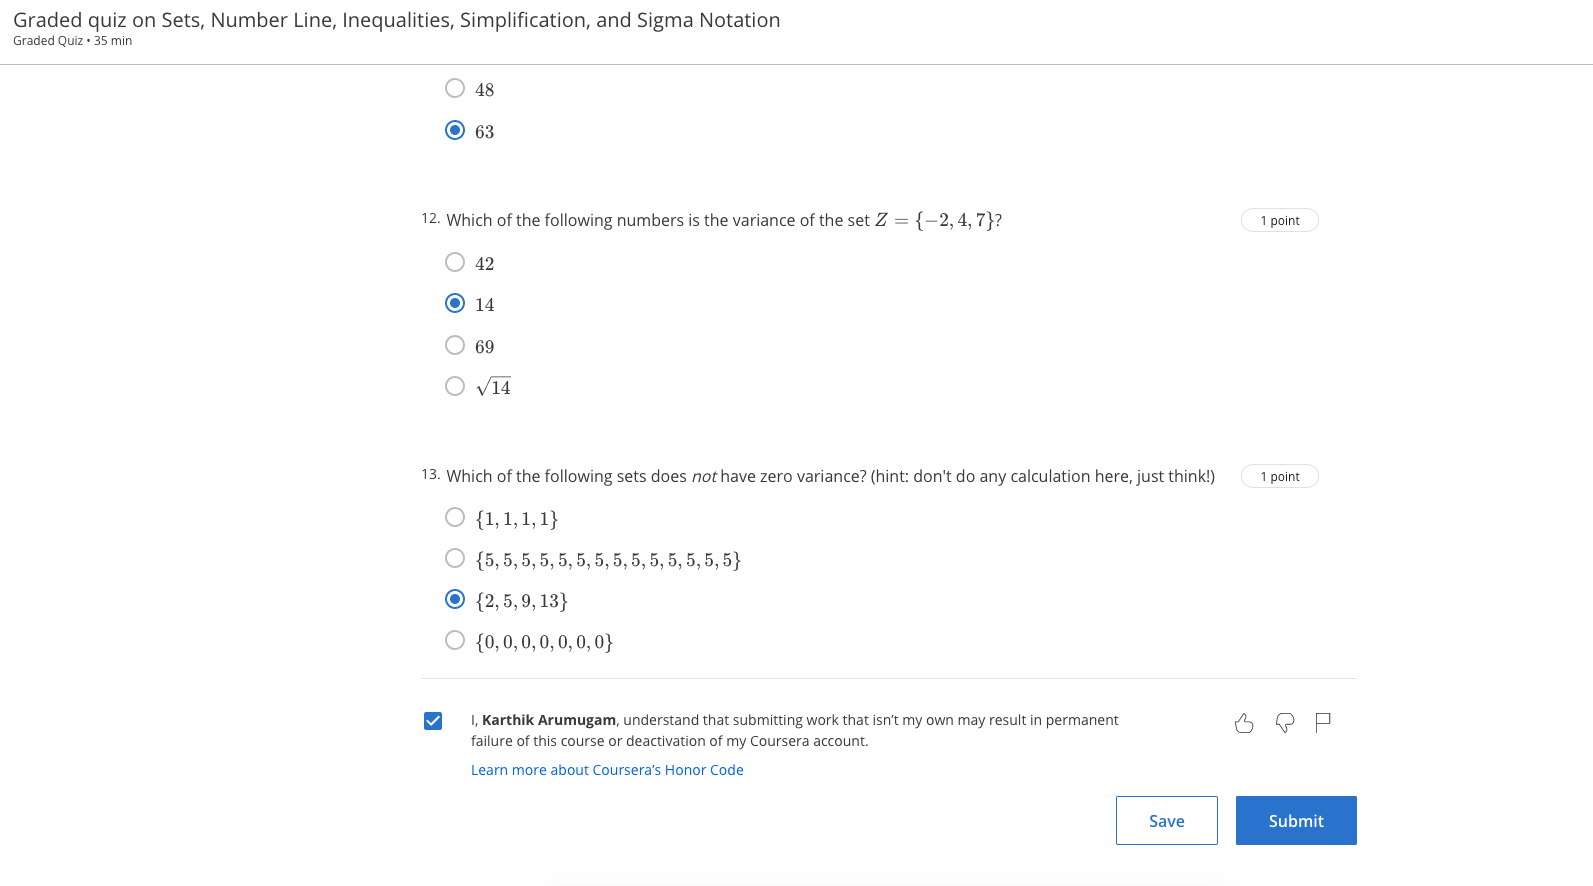 Graded quiz on Sets, Number Line, Inequalities, Simplification, and Sigma Notation
Graded Quiz • 35 min
48
63
12. Which of the following numbers is the variance of the set Z = {−2, 4, 7}?
1 point
42
14
69
√14
13. Which of the following sets does not have zero variance? (hint: don't do any calculation here, just think!)
1 point
{1, 1, 1, 1}
{5, 5, 5, 5, 5, 5, 5, 5, 5, 5, 5, 5, 5, 5}
{2, 5, 9, 13}
{0, 0, 0, 0, 0, 0, 0}
I, Karthik Arumugam, understand that submitting work that isn’t my own may result in permanent
failure of this course or deactivation of my Coursera account.
Learn more about Coursera’s Honor Code
Save
Submit